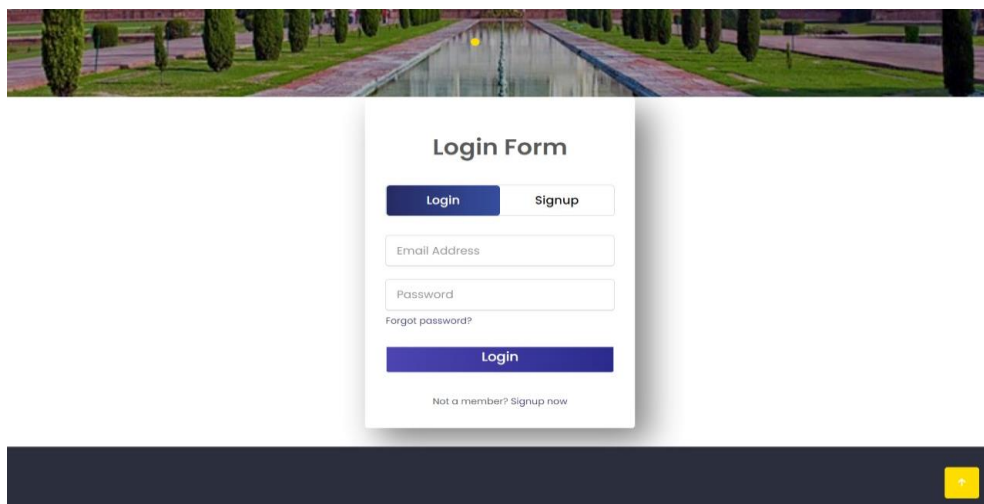 Login Form
Login Signup
Email Address
Password
Forgot password?
Login
Not a member? Signup now